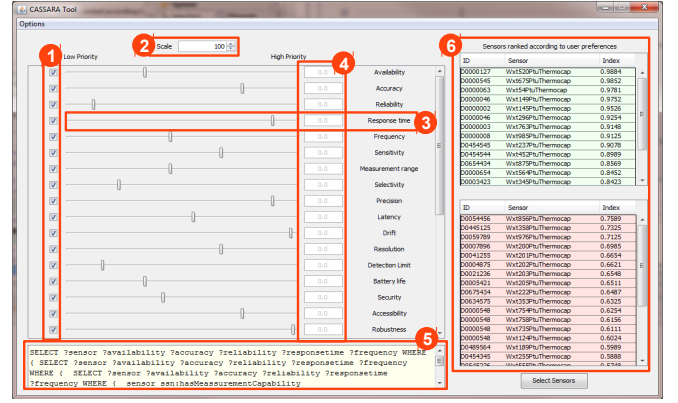 CASSARA Tool
Options
1
2
Scale
100
Low Priority
High Priority
4
0.0
Availability
0.0
Accuracy
0.0
Reliability
0.0
Response time
3
0.0
Frequency
0.0
Sensitivity
0.0
Measurement range
0.0
Selectivity
0.0
Precision
0.0
Latency
0.0
Drift
0.0
Resolution
0.0
Detection Limit
0.0
Battery life
0.0
Security
0.0
Accessibility
0.0
Robustness
5
SELECT ?sensor ?availability ?accuracy ?reliability ?responsetime ?frequency WHERE
{ SELECT ?sensor ?availability ?accuracy ?reliability ?responsetime ?frequency
WHERE { SELECT ?sensor ?availability ?accuracy ?reliability ?responsetime
?frequency WHERE { sensor ssn:hasMeassurementCapability
6
Sensors ranked according to user preferences
ID Sensor Index
D0000127 Wxt520PtuThermocap 0.9884
D0000545 Wxt675PtuThermocap 0.9852
D0000063 Wxt54PtuThermocap 0.9781
D0000046 Wxt149PtuThermocap 0.9752
D0000002 Wxt145PtuThermocap 0.9526
D0000046 Wxt296PtuThermocap 0.9254
D0000003 Wxt763PtuThermocap 0.9148
D0000008 Wxt985PtuThermocap 0.9125
D0454545 Wxt237PtuThermocap 0.9078
D0454544 Wxt452PtuThermocap 0.8989
D0654434 Wxt875PtuThermocap 0.8569
D0000654 Wxt564PtuThermocap 0.8452
D0003423 Wxt345PtuThermocap 0.8423
ID Sensor Index
D0054456 Wxt856PtuThermocap 0.7589
D0445125 Wxt358PtuThermocap 0.7325
D0059789 Wxt976PtuThermocap 0.7125
D0007896 Wxt200PtuThermocap 0.6985
D0041255 Wxt201PtuThermocap 0.6654
D0004875 Wxt202PtuThermocap 0.6621
D0021236 Wxt203PtuThermocap 0.6548
D0005421 Wxt205PtuThermocap 0.6511
D0675434 Wxt222PtuThermocap 0.6487
D0634575 Wxt353PtuThermocap 0.6325
D0000548 Wxt754PtuThermocap 0.6254
D0000548 Wxt758PtuThermocap 0.6156
D0000548 Wxt735PtuThermocap 0.6111
D0000548 Wxt124PtuThermocap 0.6024
D0489564 Wxt189PtuThermocap 0.5989
D0454345 Wxt255PtuThermocap 0.5888
Select Sensors